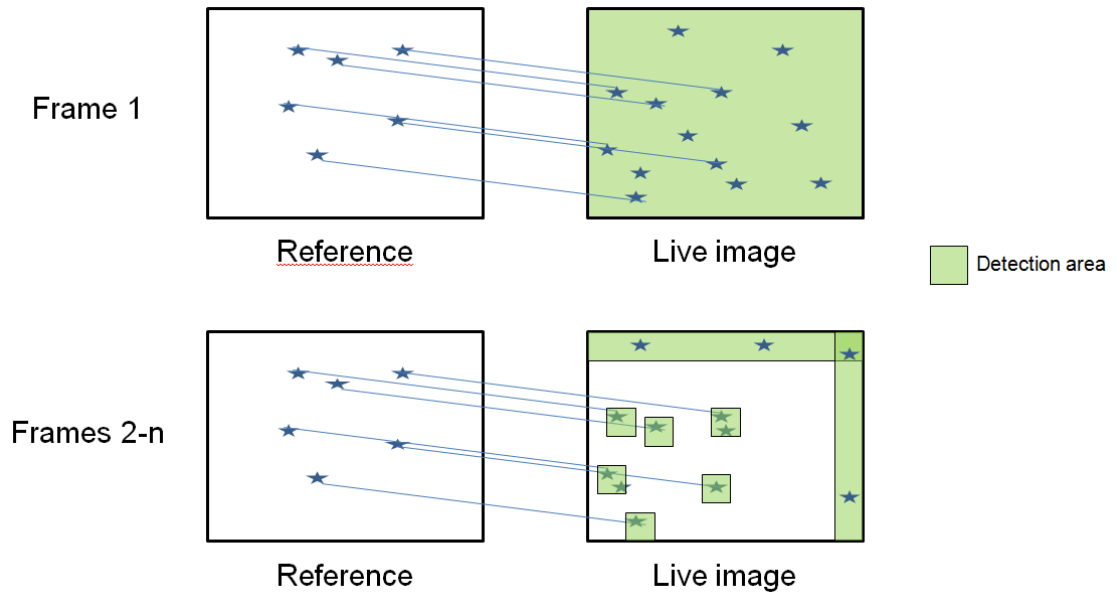 Frame 1
Reference
Live image
Detection area
Frames 2-n
Reference
Live image